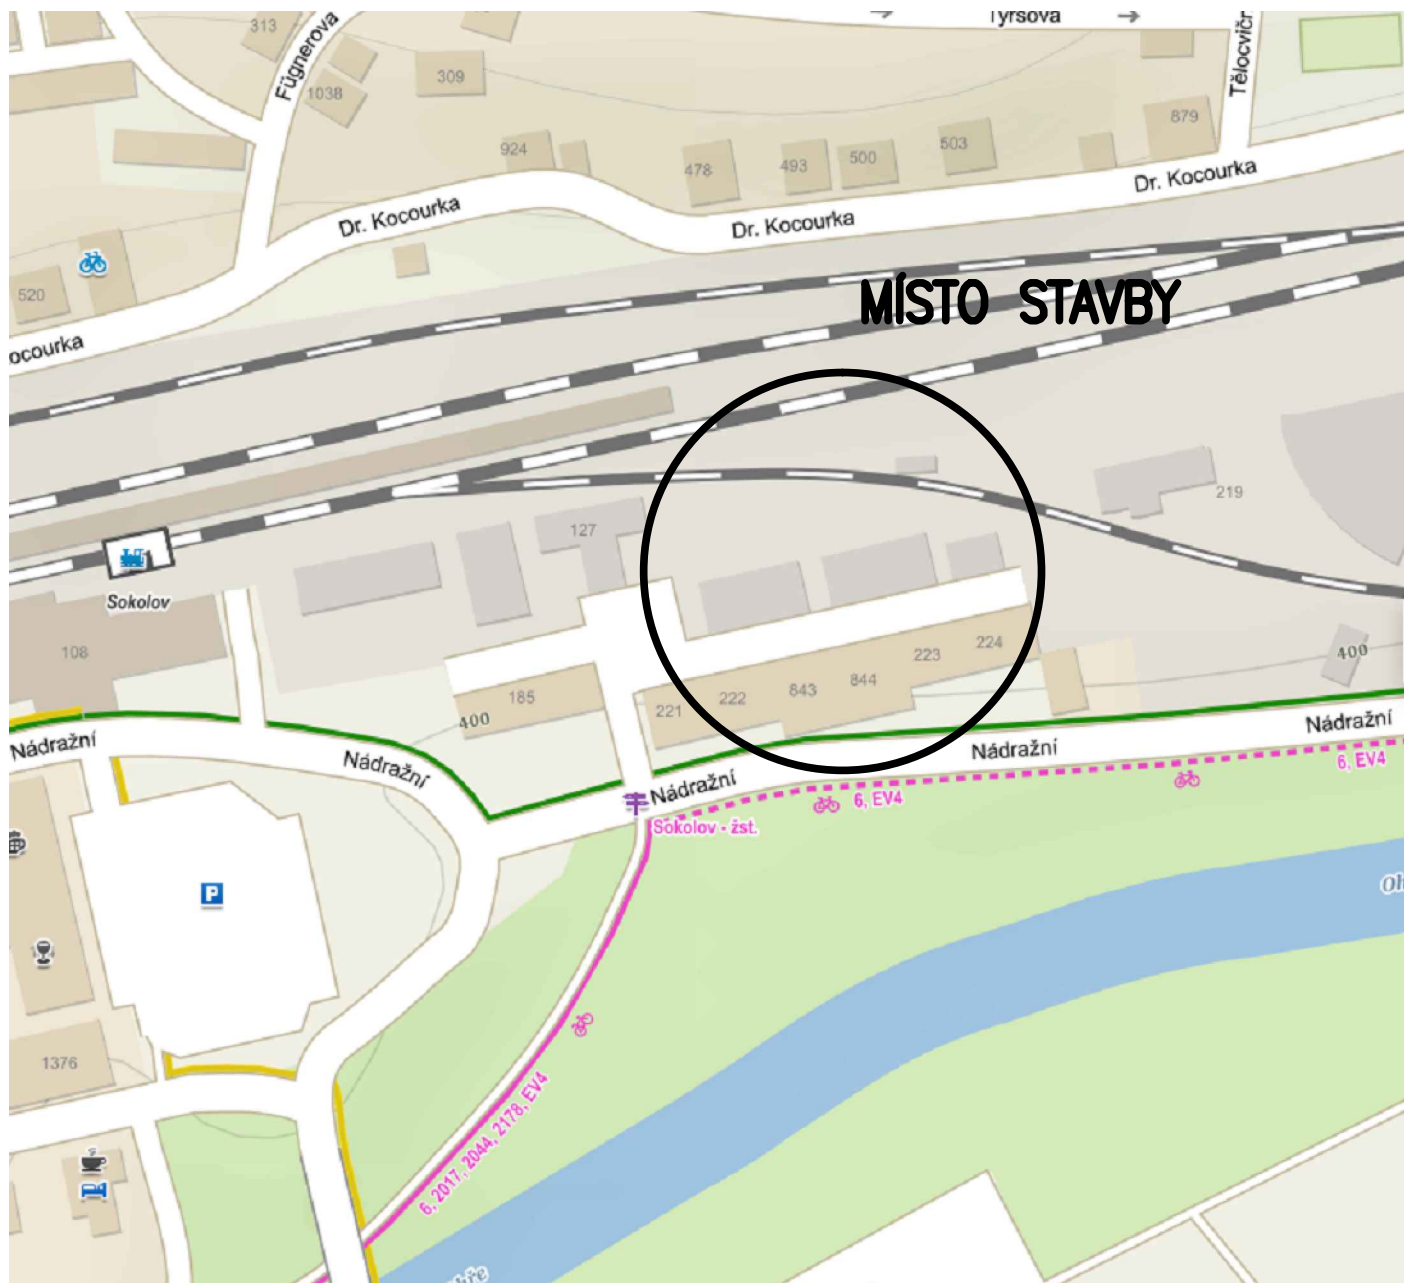 Tyrsova
313
Fügnerova
309
1038
Tělocvičn
879
924
478
493
500
503
Dr. Kocourka
Dr. Kocourka
Dr. Kocourka
520
ocourka
MÍSTO STAVBY
219
127
Sokolov
108
400
224
223
844
843
222
221
185
400
Nádražní
Nádražní
Nádražní
Nádražní
Nádražní
6, EV4
6, EV4
Sokolov - žst.
P
1376
6, 2017, 2044, 2178, EV4